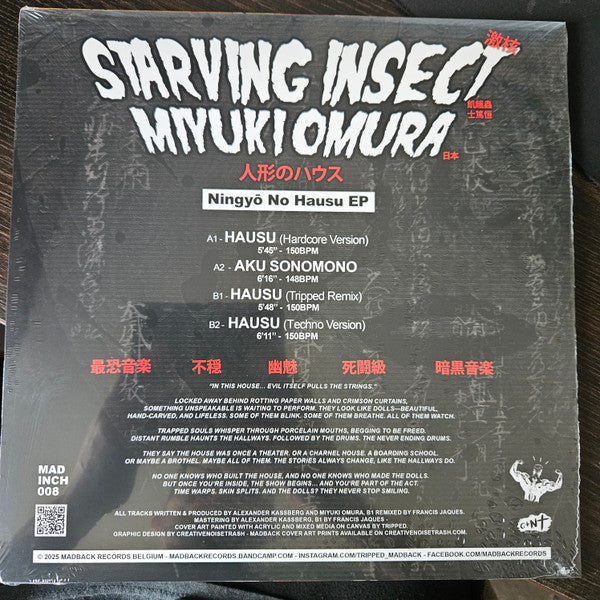 激核
STARVING INSECT
飢餓蟲
士篤恒
MIYUKI OMURA
日本
人形のハウス
Ningyō No Hausu EP
A1 - HAUSU (Hardcore Version)
5'45" - 150BPM
A2 - AKU SONOMONO
6'16" - 148BPM
B1 - HAUSU (Tripped Remix)
5'48" - 150BPM
B2 - HAUSU (Techno Version)
6'11" - 150BPM
最恐音楽 不穏 幽魅 死闘級 暗黒音楽
"IN THIS HOUSE... EVIL ITSELF PULLS THE STRINGS."
LOCKED AWAY BEHIND ROTTING PAPER WALLS AND CRIMSON CURTAINS,
SOMETHING UNSPEAKABLE IS WAITING TO PERFORM. THEY LOOK LIKE DOLLS—BEAUTIFUL,
HAND-CARVED, AND LIFELESS. SOME OF THEM BLINK. SOME OF THEM BREATHE. ALL OF THEM WATCH.
TRAPPED SOULS WHISPER THROUGH PORCELAIN MOUTHS, BEGGING TO BE FREED.
DISTANT RUMBLE HAUNTS THE HALLWAYS. FOLLOWED BY THE DRUMS. THE NEVER ENDING DRUMS.
THEY SAY THE HOUSE WAS ONCE A THEATER, OR A CHARNEL HOUSE. A BOARDING SCHOOL.
OR MAYBE A BROTHEL. MAYBE ALL OF THEM. THE STORIES ALWAYS CHANGE, LIKE THE HALLWAYS DO.
NO ONE KNOWS WHO BUILT THE HOUSE, AND NO ONE KNOWS WHO MADE THE DOLLS.
BUT ONCE YOU'RE INSIDE, THE SHOW BEGINS... AND YOU'RE PART OF THE ACT.
TIME WARPS. SKIN SPLITS. AND THE DOLLS? THEY NEVER STOP SMILING.
MAD
INCH
008
ALL TRACKS WRITTEN & PRODUCED BY ALEXANDER KASSBERG AND MIYUKI OMURA, B1 REMIXED BY FRANCIS JAQUES.
MASTERING BY ALEXANDER KASSBERG, B1 BY FRANCIS JAQUES -
COVER ART PAINTED WITH ACRYLIC AND MIXED MEDIA ON CANVAS BY TRIPPED.
GRAPHIC DESIGN BY CREATIVENOISETRASH.COM - MADBACK COVER ART PRINTS AVAILABLE ON CREATIVENOISETRASH.COM.
CNT
© 2025 MADBACK RECORDS BELGIUM - MADBACKRECORDS.BANDCAMP.COM - INSTAGRAM.COM/TRIPPED_MADBACK - FACEBOOK.COM/MADBACKRECORDS